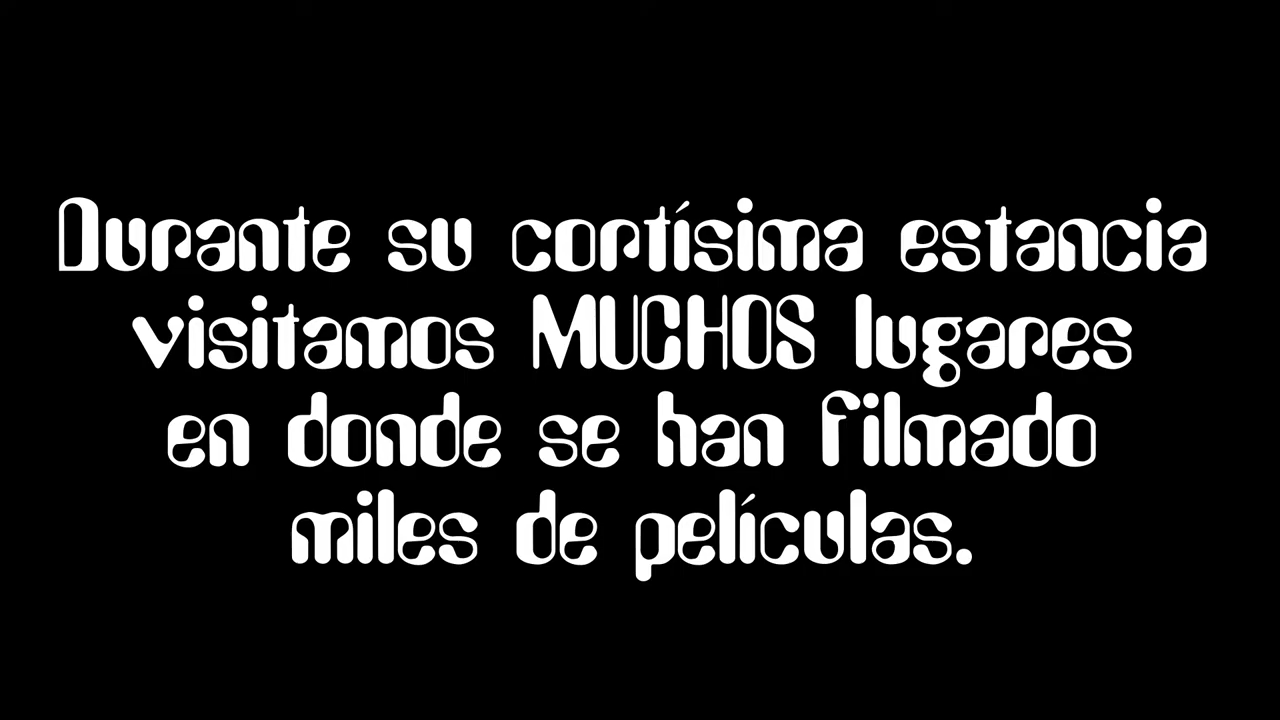 Durante su cortísima estancia
visitamos MUCHOS lugares
en donde se han filmado
miles de películas.